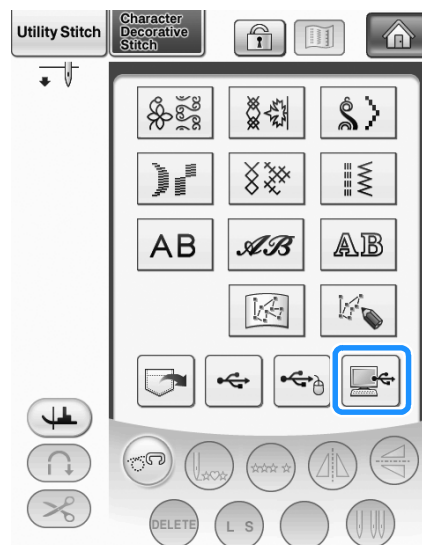 Utility Stitch
Character
Decorative
Stitch
AB
AB
AB
DELETE
L S